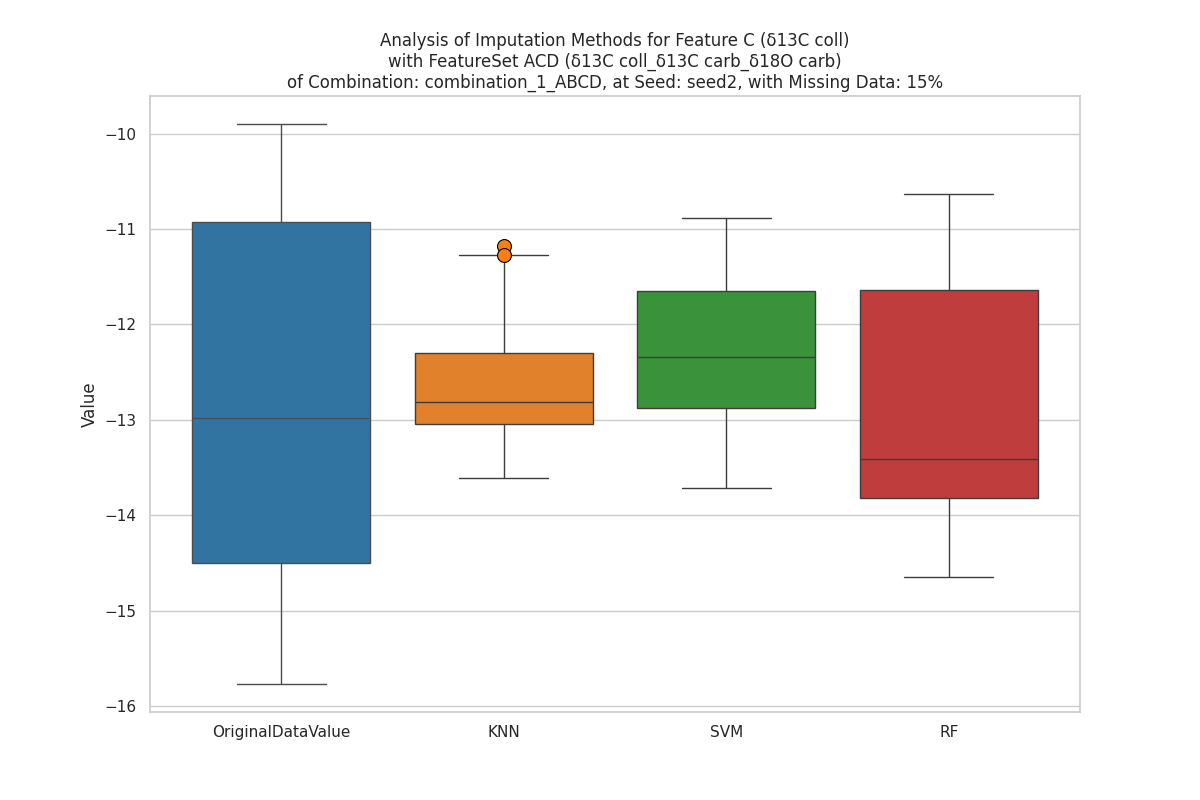 Analysis of Imputation Methods for Feature C (δ13C coll)
with FeatureSet ACD (δ13C coll_δ13C carb_δ18O carb)
of Combination: combination_1_ABCD, at Seed: seed2, with Missing Data: 15%
−10
−11
−12
−13
−14
−15
−16
Value
OriginalDataValue
KNN
SVM
RF